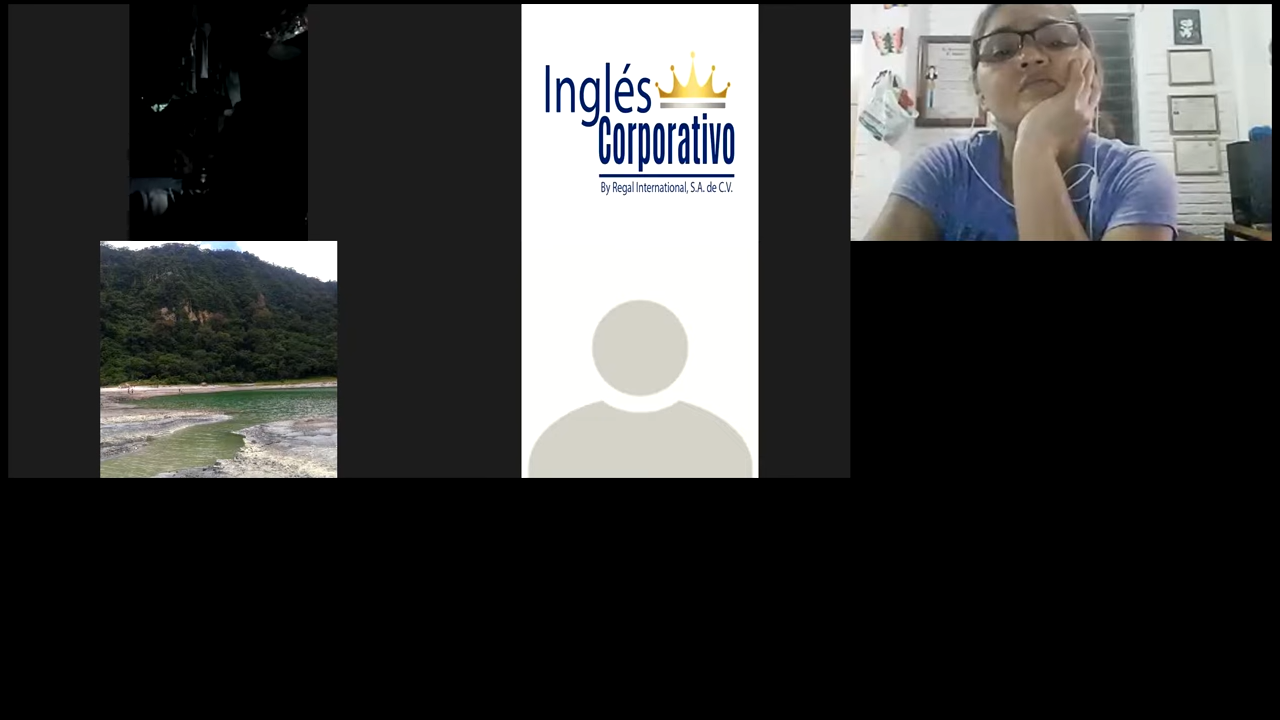 Inglés
Corporativo
By Regal International, S.A. de C.V.